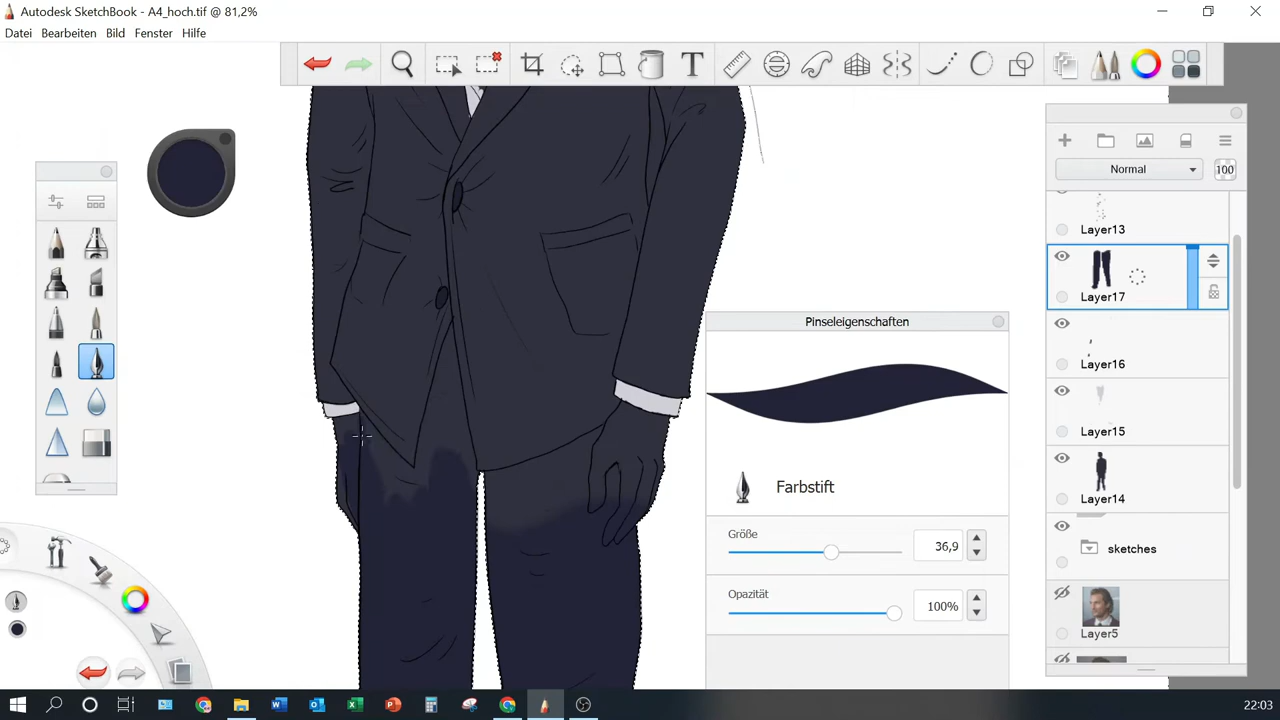 Autodesk SketchBook - A4_hoch.tif @ 81,2%
Datei Bearbeiten Bild Fenster Hilfe
T
Normal
100
Layer13
Layer17
Layer16
Layer15
Layer14
sketches
Layer5
Pinseleigenschaften
Farbstift
Größe
36,9
Opazität
100%
22:03